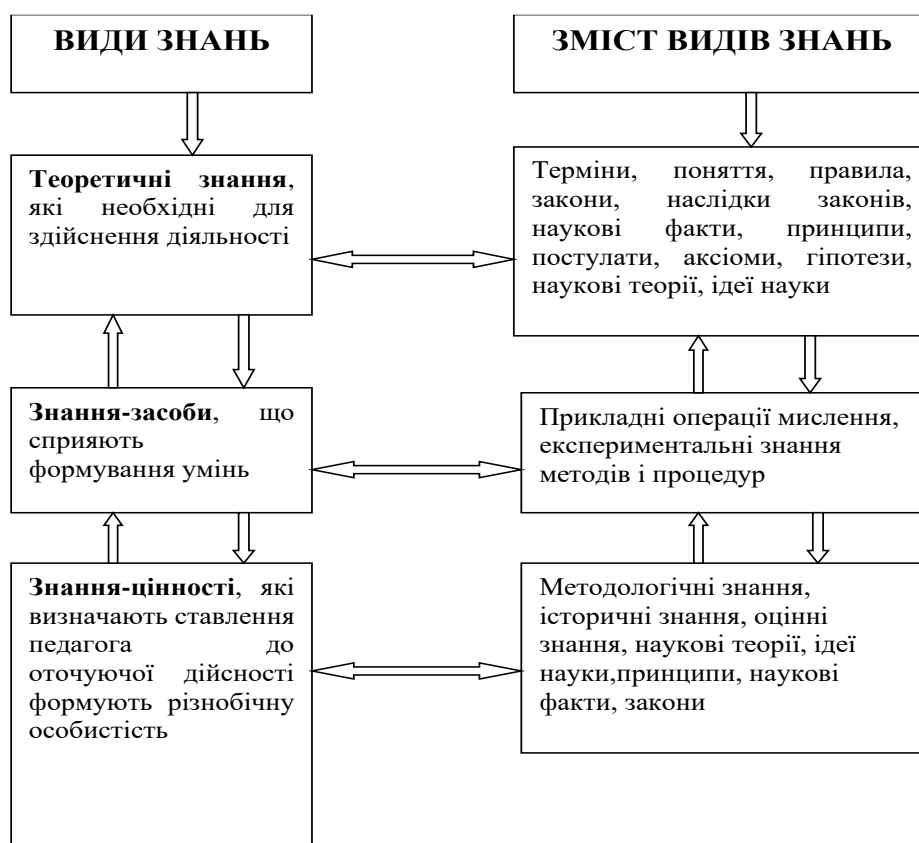 ВИДИ ЗНАНЬ
ЗМІСТ ВИДІВ ЗНАНЬ
Теоретичні знання,
які необхідні для
здійснення діяльності
Терміни, поняття, правила,
закони, наслідки законів,
наукові факти, принципи,
постулати, аксіоми, гіпотези,
наукові теорії, ідеї науки
Знання-засоби, що
сприяють
формування умінь
Прикладні операції мислення,
експериментальні знання
методів і процедур
Знання-цінності, які
визначають ставлення
педагога до
оточуючої дійсності
формують різнобічну
особистість
Методологічні знання,
історичні знання, оцінні
знання, наукові теорії, ідеї
науки,принципи, наукові
факти, закони